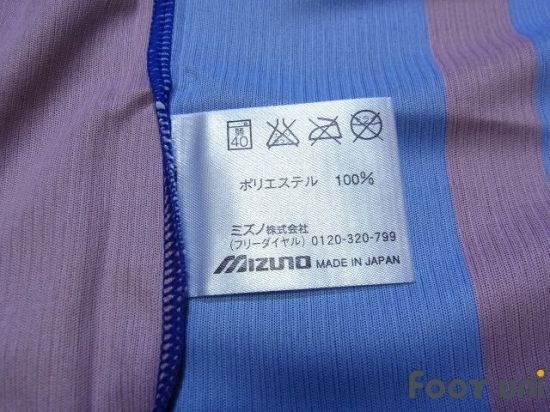 弱
40
ポリエステル 100%
ミズノ株式会社
(フリーダイヤル) 0120-320-799
MIZUNO MADE IN JAPAN
FOOT uni